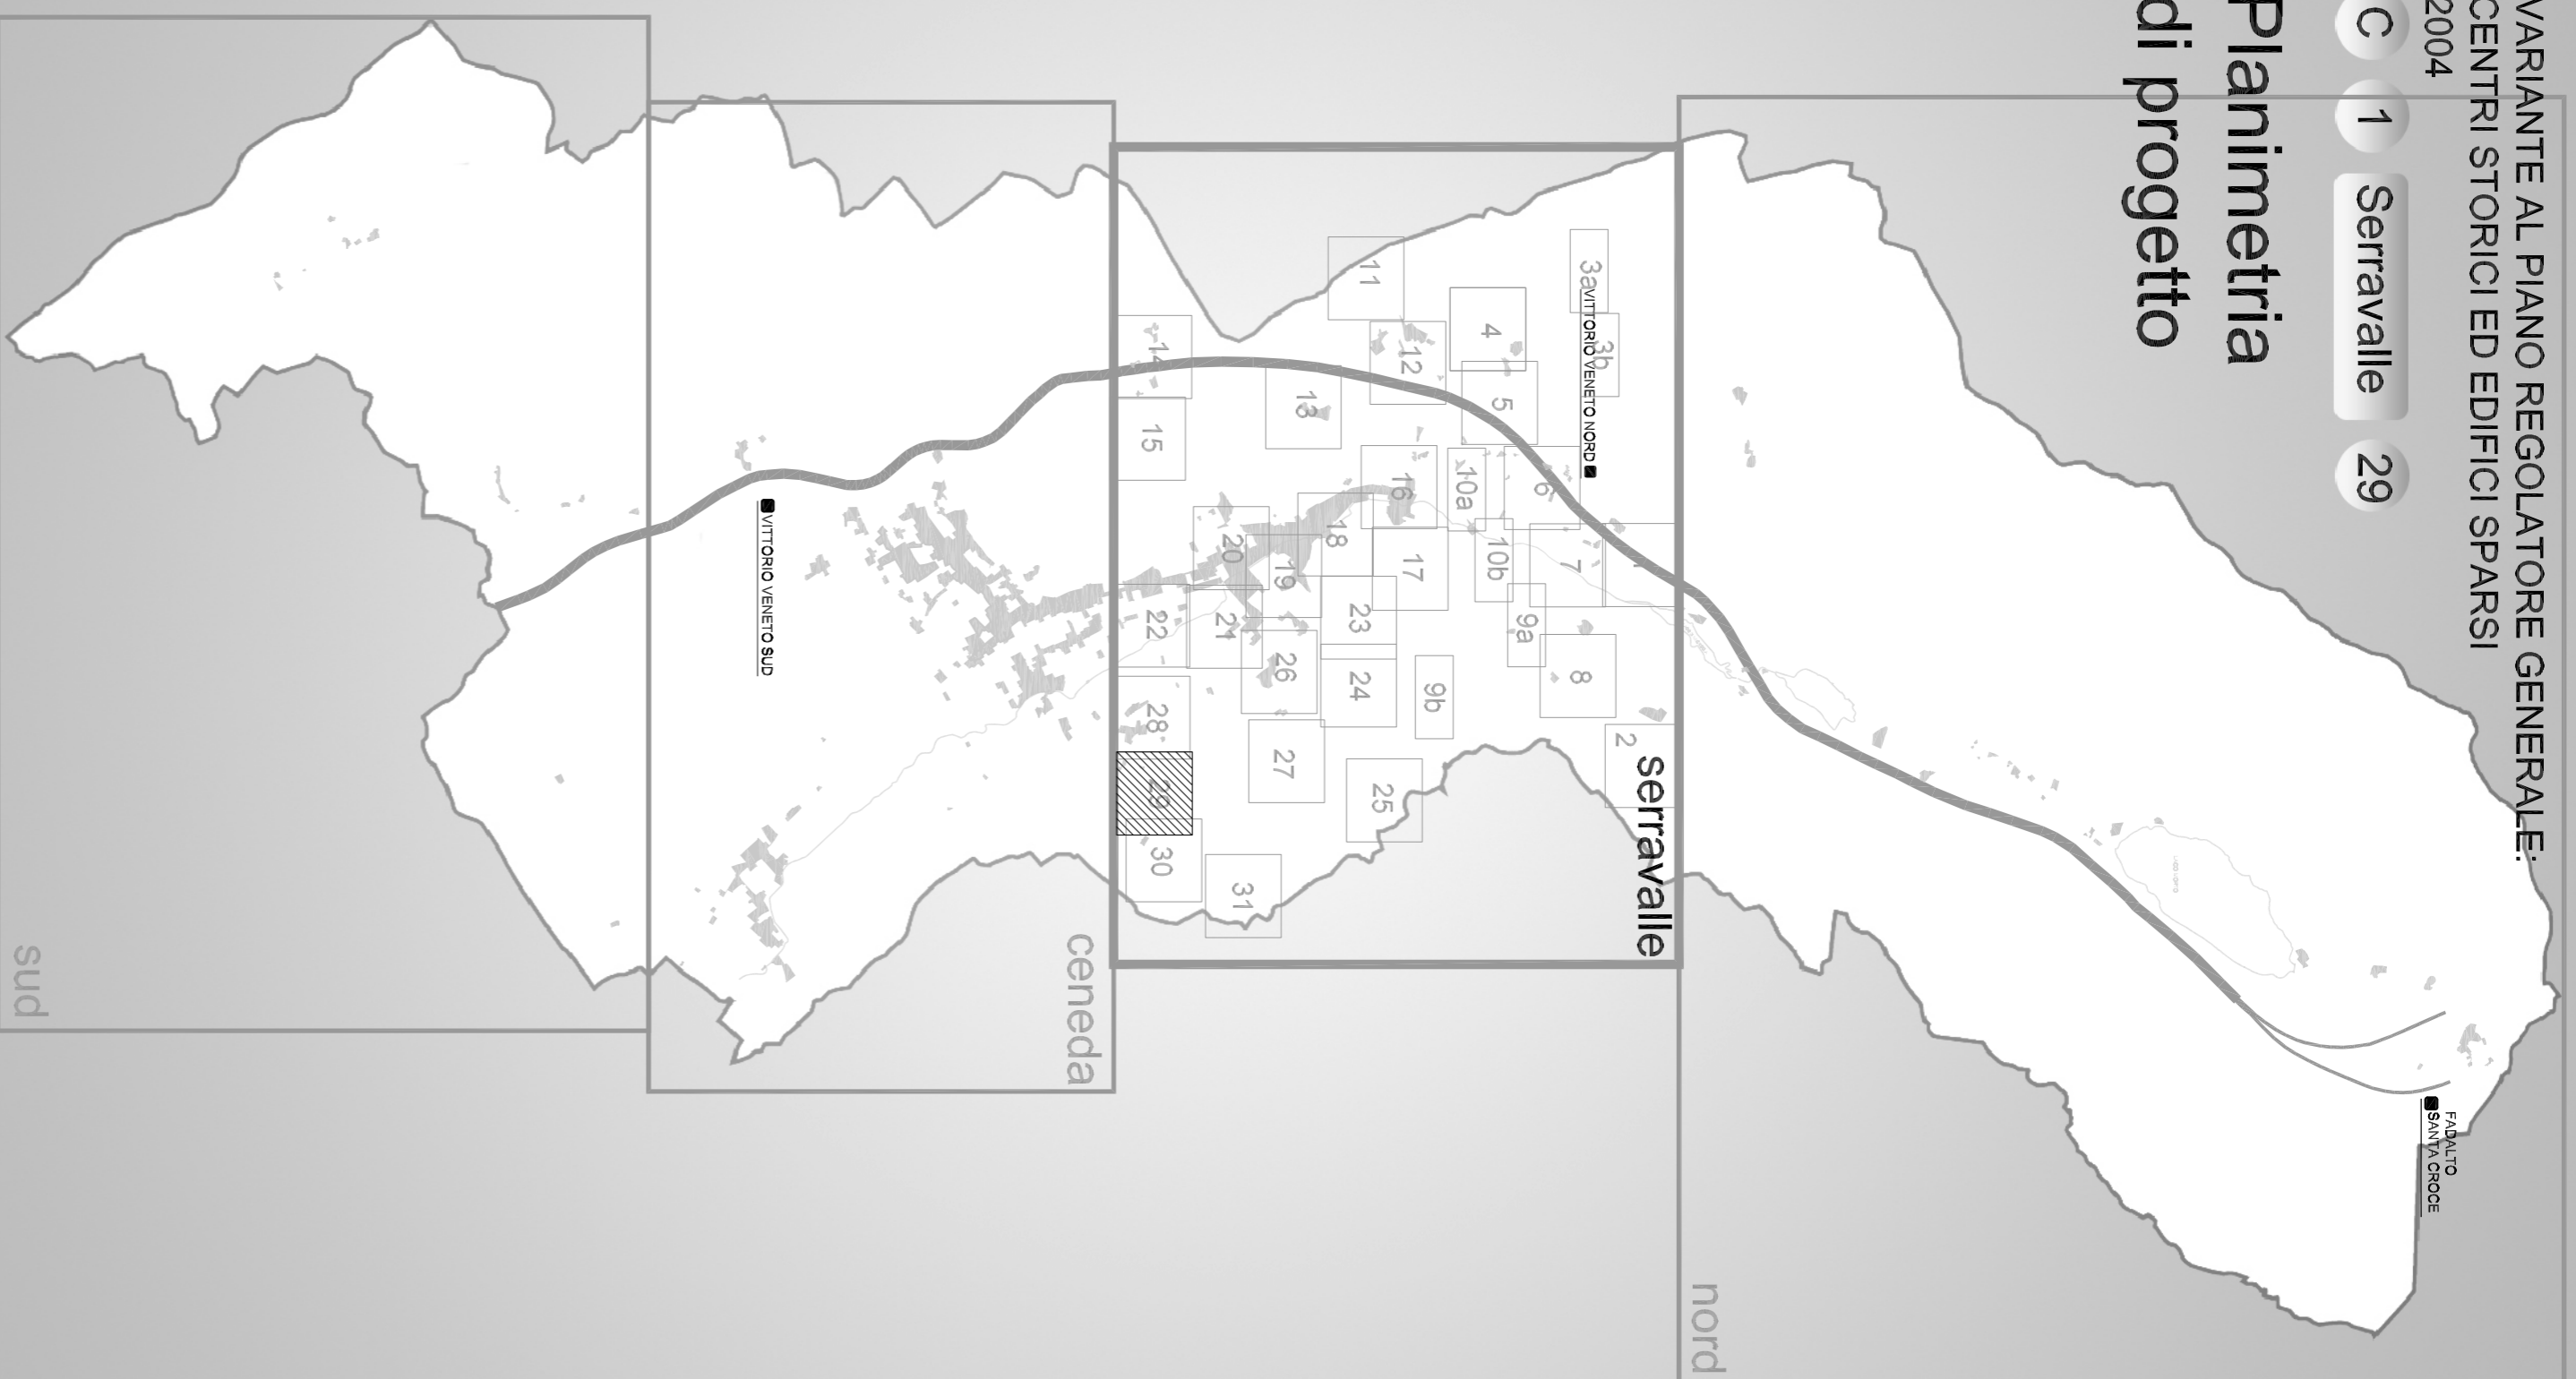 VARIANTE AL PIANO REGOLATORE GENERALE:
CENTRI STORICI ED EDIFICI SPARSI
2004
C 1 Serravalle 29
Planimetria
di progetto
FADALTO
SANTA CROCE
nord
Serravalle
2
3a
3b
VITTORIO VENETO NORD
4
5
6
7
8
9a
9b
10a
10b
11
12
13
14
15
16
17
18
19
20
21
22
23
24
25
26
27
28
29
30
31
ceneda
VITTORIO VENETO SUD
sud